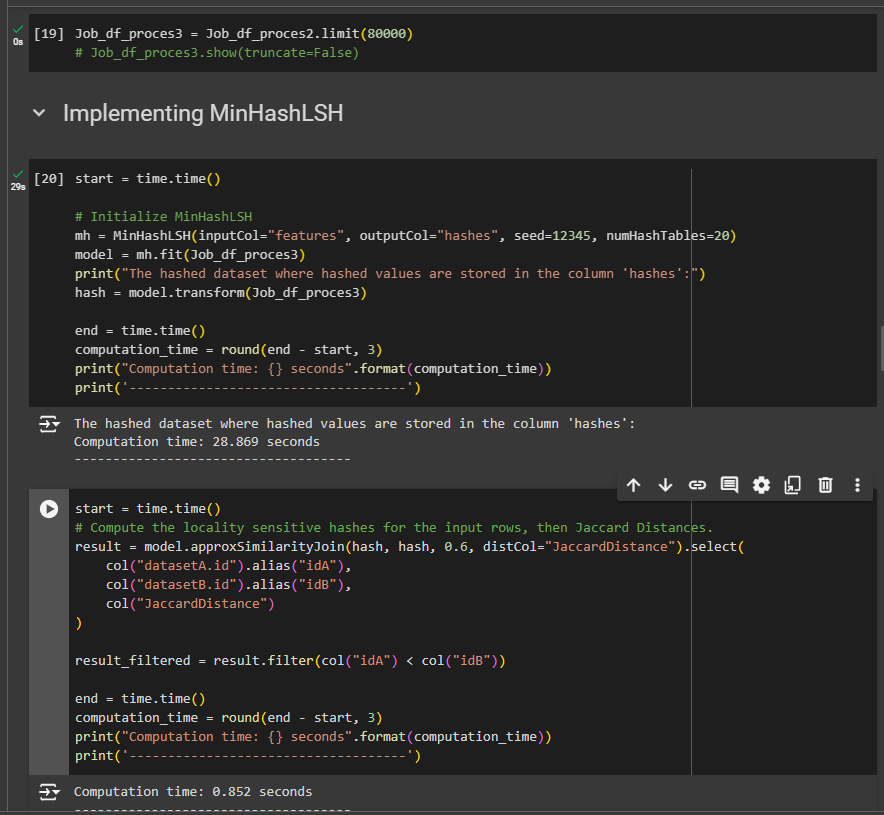 [19] Job_df_proces3 = Job_df_proces2.limit(80000)
0s
# Job_df_proces3.show(truncate=False)
Implementing MinHashLSH
[20] start = time.time()
29s
# Initialize MinHashLSH
mh = MinHashLSH(inputCol="features", outputCol="hashes", seed=12345, numHashTables=20)
model = mh.fit(Job_df_proces3)
print("The hashed dataset where hashed values are stored in the column 'hashes':")
hash = model.transform(Job_df_proces3)
end = time.time()
computation_time = round(end - start, 3)
print("Computation time: {} seconds".format(computation_time))
print('------------------------------------')
The hashed dataset where hashed values are stored in the column 'hashes':
Computation time: 28.869 seconds
------------------------------------
start = time.time()
# Compute the locality sensitive hashes for the input rows, then Jaccard Distances.
result = model.approxSimilarityJoin(hash, hash, 0.6, distCol="JaccardDistance").select(
    col("datasetA.id").alias("idA"),
    col("datasetB.id").alias("idB"),
    col("JaccardDistance")
)
result_filtered = result.filter(col("idA") < col("idB"))
end = time.time()
computation_time = round(end - start, 3)
print("Computation time: {} seconds".format(computation_time))
print('------------------------------------')
Computation time: 0.852 seconds
------------------------------------